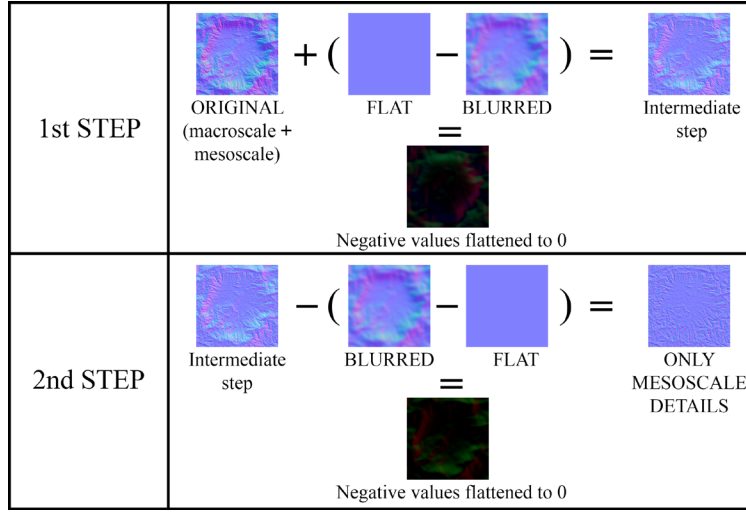 1st STEP
+ ( − ) =
ORIGINAL
(macroscale +
mesoscale)
FLAT
BLURRED
Intermediate
step
=
Negative values flattened to 0
2nd STEP
− ( − ) =
Intermediate
step
BLURRED
FLAT
ONLY
MESOSCALE
DETAILS
=
Negative values flattened to 0